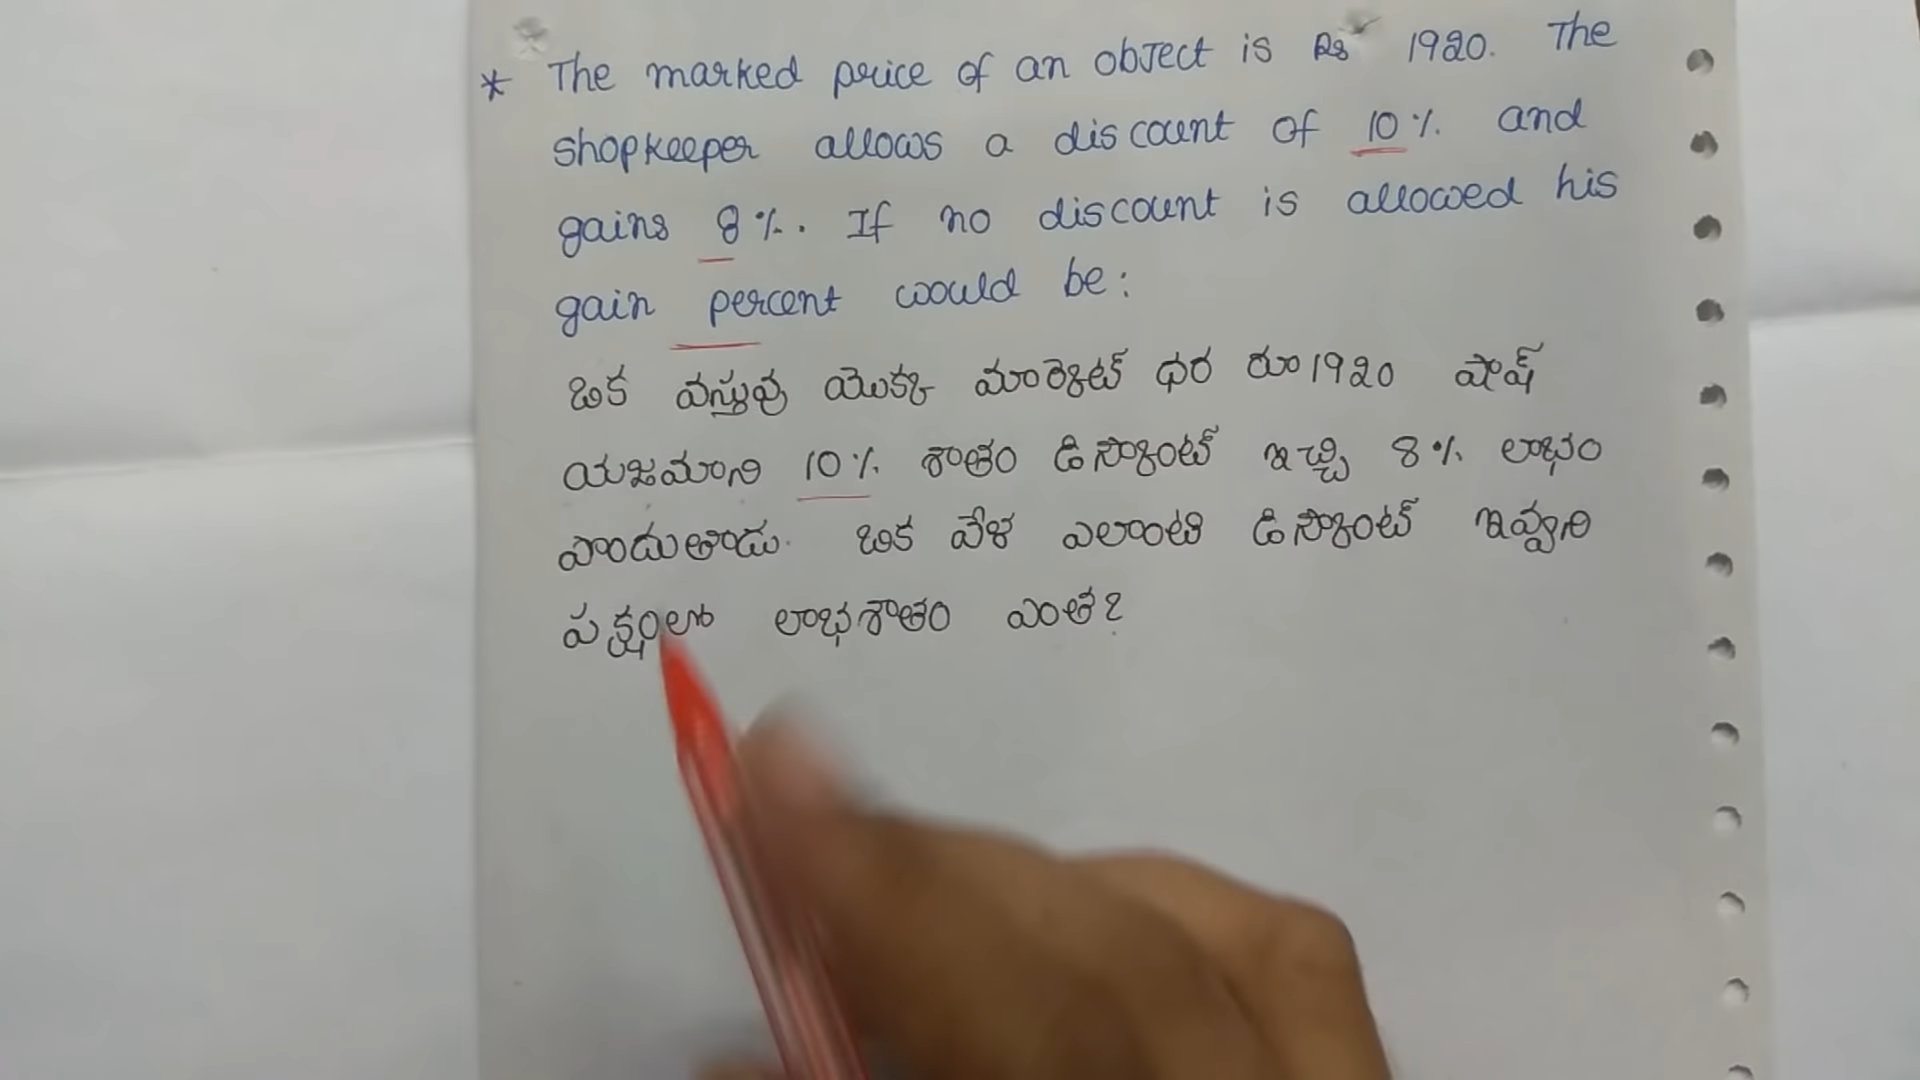 * The marked price of an object is Rs 1920. The
shopkeeper allows a discount of 10%. and
gains 8%. If no discount is allowed his
gain percent would be:
ఒక వస్తువు యొక్క మార్కెట్ ధర రూ 1920 షాప్
యజమాని 10% శాతం డిస్కౌంట్ ఇచ్చి 8% లాభం
పొందుతాడు. ఒక వేళ ఎలాంటి డిస్కౌంట్ ఇవ్వని
పక్షంలో లాభశాతం ఎంత?